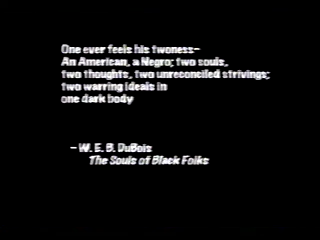 One ever feels his twoness-
An American, a Negro; two souls,
two thoughts, two unreconciled strivings;
two warring ideals in
one dark body
- W. E. B. DuBois
The Souls of Black Folks